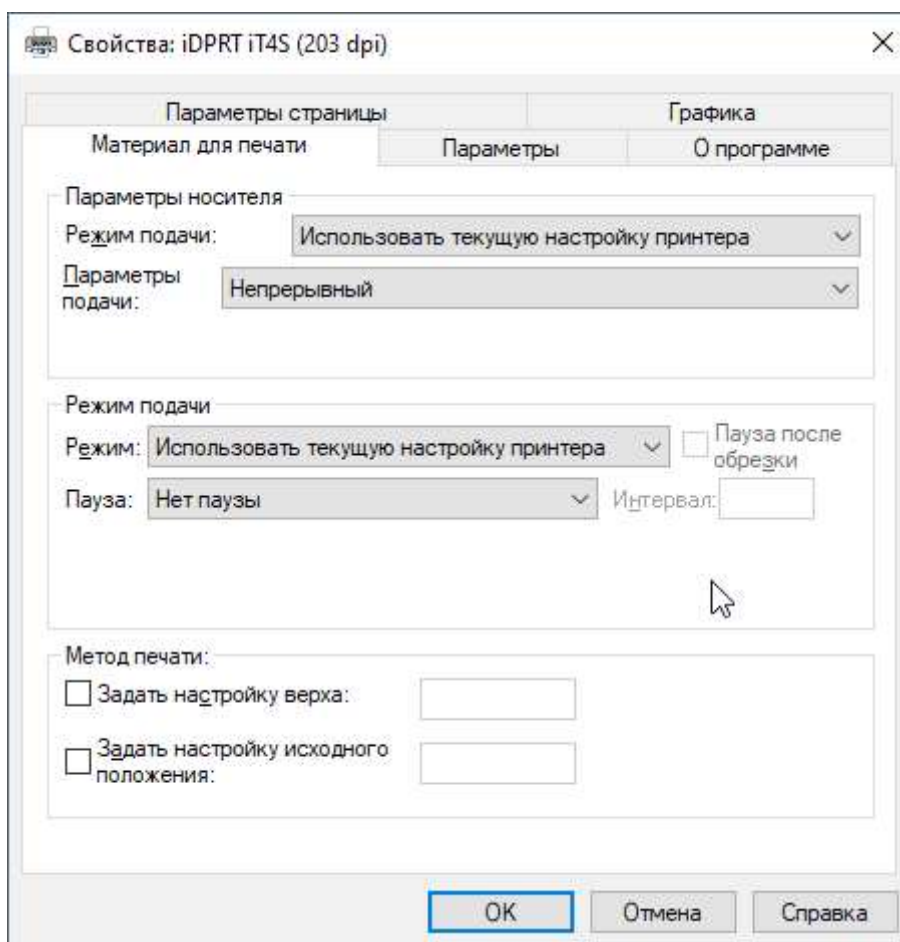 Свойства: iDPRT iT4S (203 dpi)
Параметры страницы
Графика
Материал для печати
Параметры
О программе
Параметры носителя
Режим подачи:
Использовать текущую настройку принтера
Параметры
подачи:
Непрерывный
Режим подачи
Режим:
Использовать текущую настройку принтера
Пауза после
обрезки
Пауза:
Нет паузы
Интервал:
Метод печати:
Задать настройку верха:
Задать настройку исходного
положения:
OK
Отмена
Справка